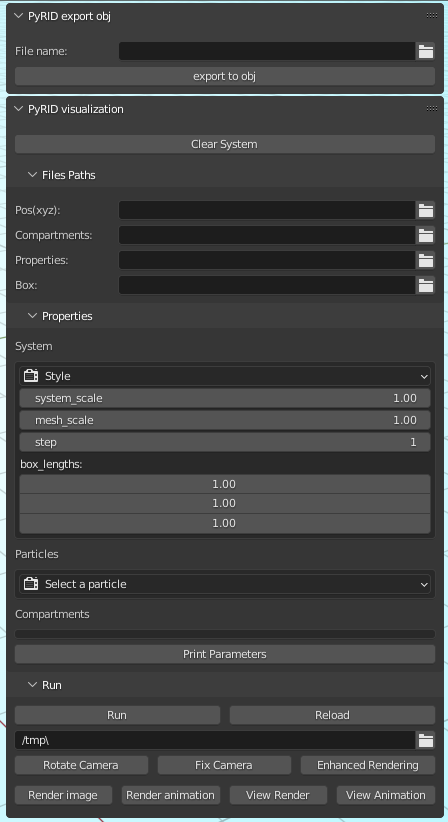 PyRID export obj
File name:
export to obj
PyRID visualization
Clear System
Files Paths
Pos(xyz):
Compartments:
Properties:
Box:
Properties
System
Style
system_scale 1.00
mesh_scale 1.00
step 1
box_lengths:
1.00
1.00
1.00
Particles
Select a particle
Compartments
Print Parameters
Run
Run Reload
/tmp\
Rotate Camera Fix Camera Enhanced Rendering
Render image Render animation View Render View Animation